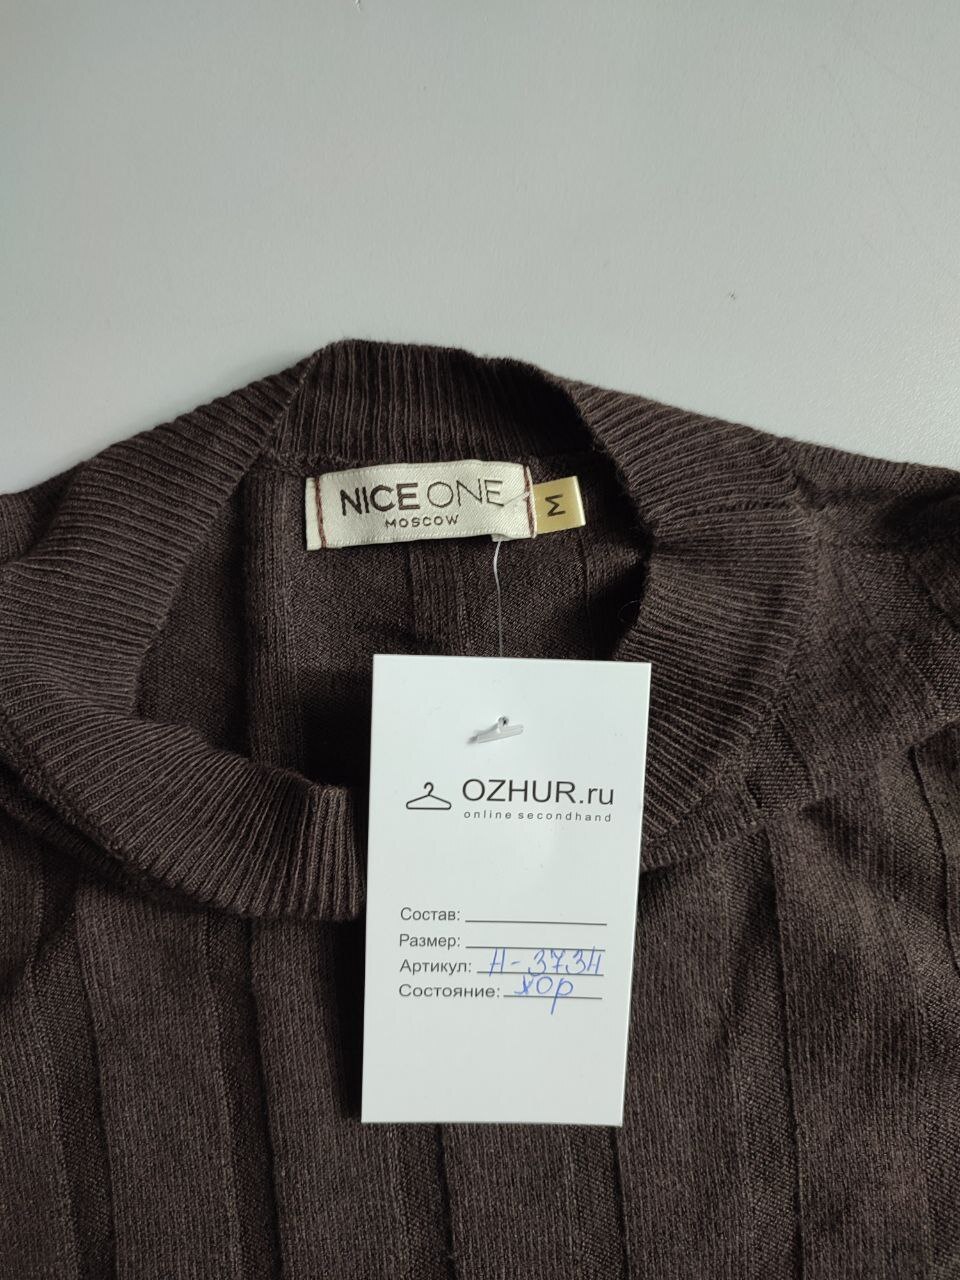 NICE ONE
MOSCOW
M
OZHUR.ru
online secondhand
Состав:
Размер:
Артикул: Н-3734
Состояние: хор